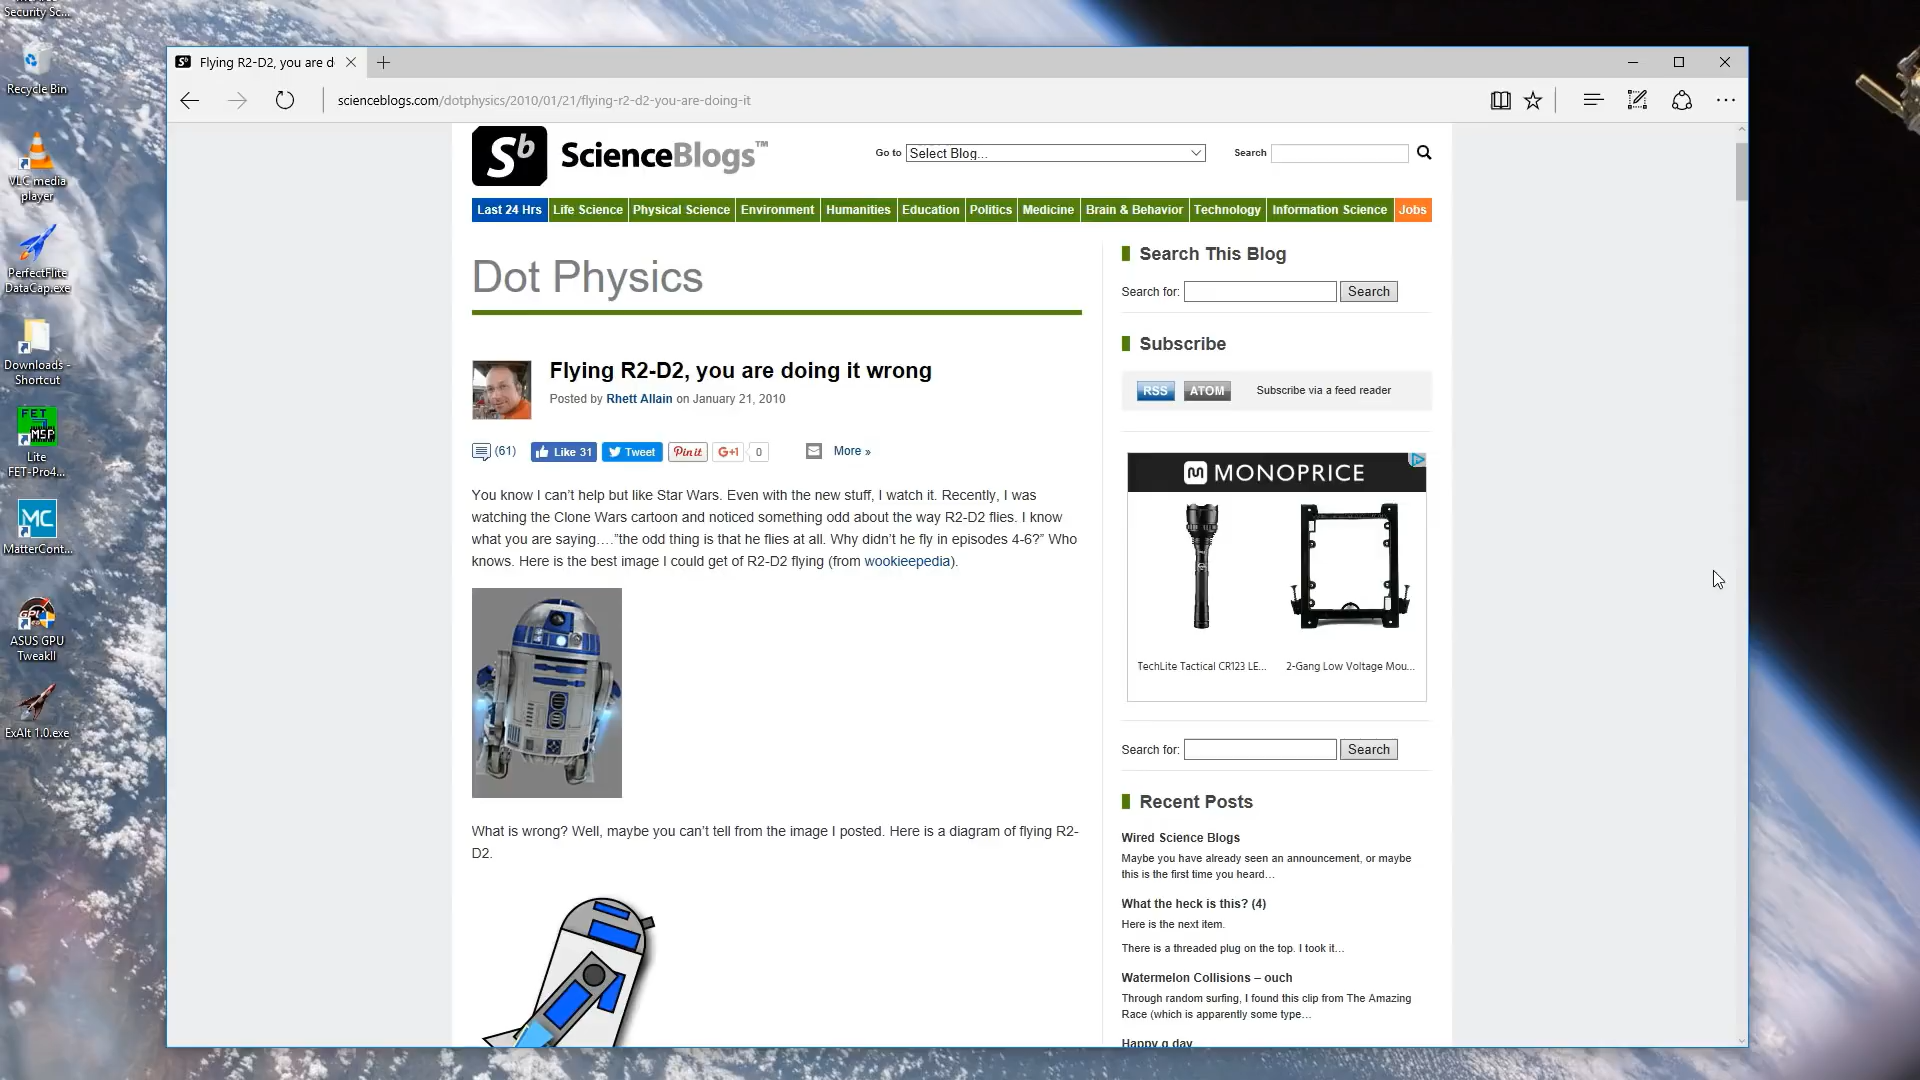 Security Sc...
Recycle Bin
VLC media
player
PerfectFlite
DataCap.exe
Downloads -
Shortcut
FET
MSP
Lite
FET-Pro4...
MC
MatterCont...
GPU
ASUS GPU
TweakII
ExAlt 1.0.exe
Sb
Flying R2-D2, you are d
scienceblogs.com/dotphysics/2010/01/21/flying-r2-d2-you-are-doing-it
Sb ScienceBlogs™
Go to Select Blog... Search
Last 24 Hrs Life Science Physical Science Environment Humanities Education Politics Medicine Brain & Behavior Technology Information Science Jobs
Dot Physics
Flying R2-D2, you are doing it wrong
Posted by Rhett Allain on January 21, 2010
(61) Like 31 Tweet Pin it G+1 0 More »
You know I can’t help but like Star Wars. Even with the new stuff, I watch it. Recently, I was
watching the Clone Wars cartoon and noticed something odd about the way R2-D2 flies. I know
what you are saying….”the odd thing is that he flies at all. Why didn’t he fly in episodes 4-6?” Who
knows. Here is the best image I could get of R2-D2 flying (from wookieepedia).
What is wrong? Well, maybe you can’t tell from the image I posted. Here is a diagram of flying R2-
D2.
Search This Blog
Search for: Search
Subscribe
RSS ATOM Subscribe via a feed reader
MONOPRICE
TechLite Tactical CR123 LE... 2-Gang Low Voltage Mou...
Search for: Search
Recent Posts
Wired Science Blogs
Maybe you have already seen an announcement, or maybe
this is the first time you heard…
What the heck is this? (4)
Here is the next item.
There is a threaded plug on the top. I took it…
Watermelon Collisions – ouch
Through random surfing, I found this clip from The Amazing
Race (which is apparently some type…
Happy g day